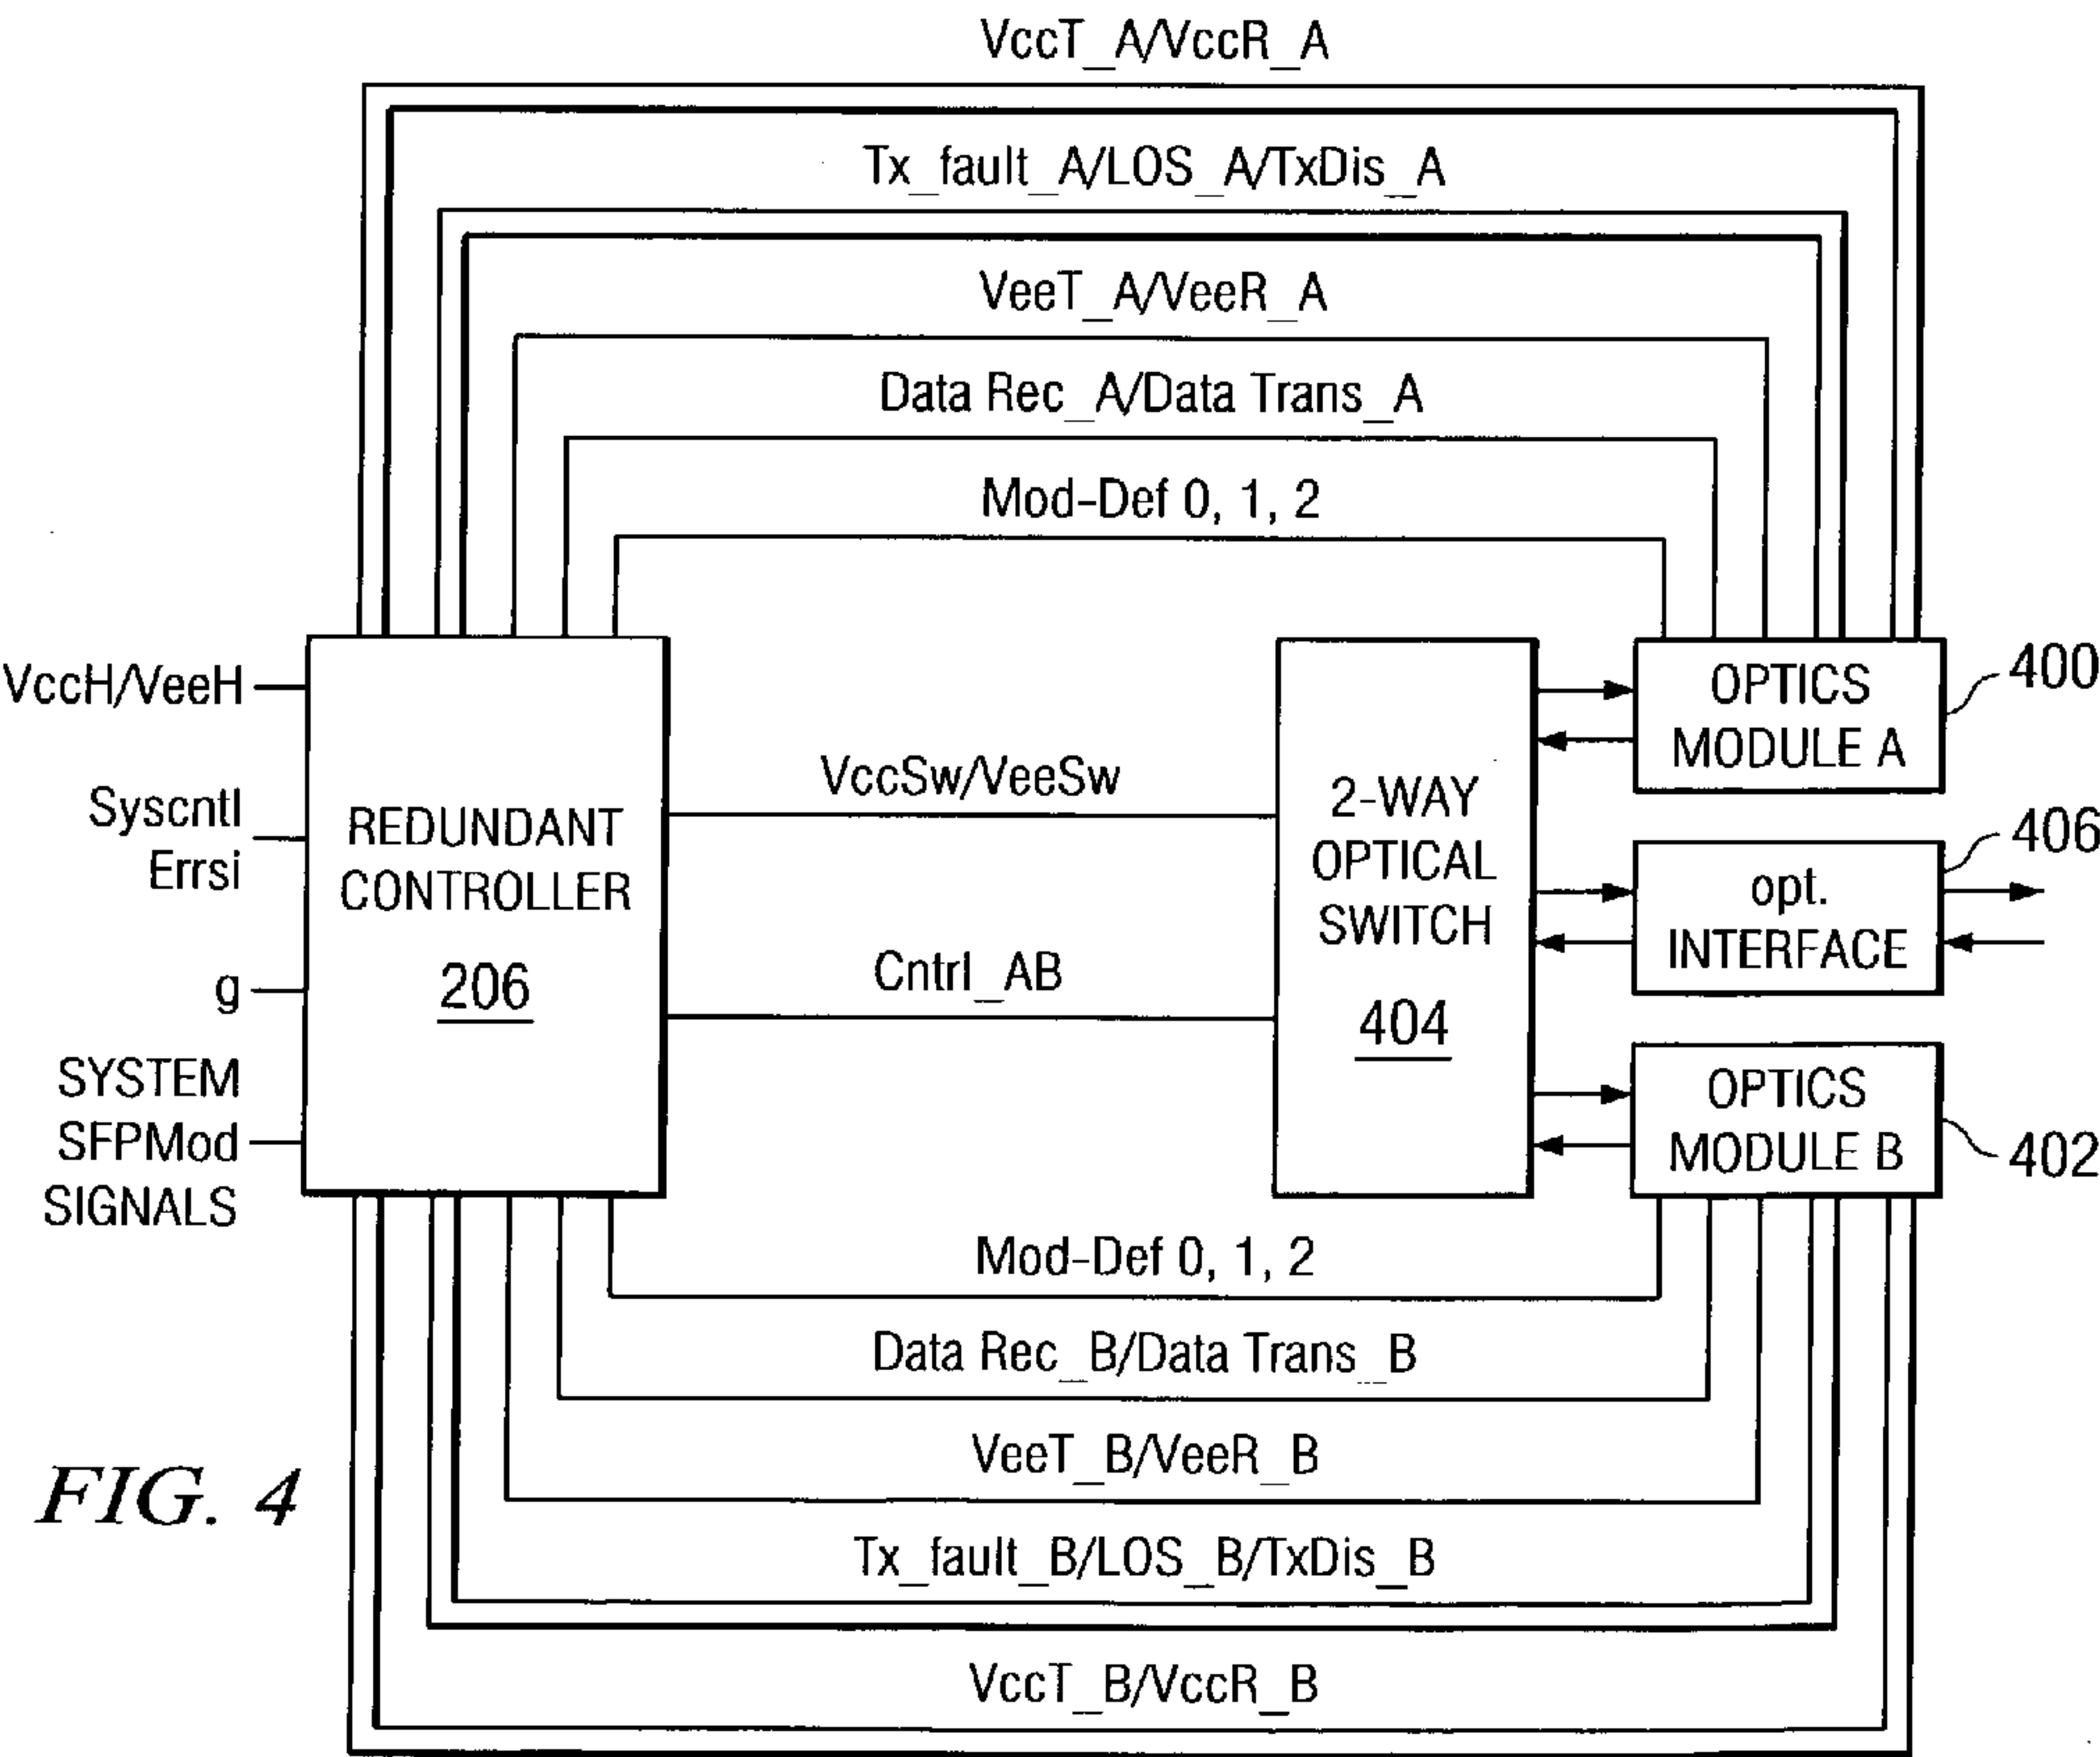 VccT_A/VccR_A
Tx_fault_A/LOS_A/TxDis_A
VeeT_A/VeeR_A
Data Rec_A/Data Trans_A
Mod-Def 0, 1, 2
VccH/VeeH
Syscntl
Errsi
g
SYSTEM
SFPMod
SIGNALS
REDUNDANT
CONTROLLER
206
VccSw/VeeSw
Cntrl_AB
2-WAY
OPTICAL
SWITCH
404
OPTICS
MODULE A
400
opt.
INTERFACE
406
OPTICS
MODULE B
402
Mod-Def 0, 1, 2
Data Rec_B/Data Trans_B
VeeT_B/VeeR_B
Tx_fault_B/LOS_B/TxDis_B
VccT_B/VccR_B
FIG. 4